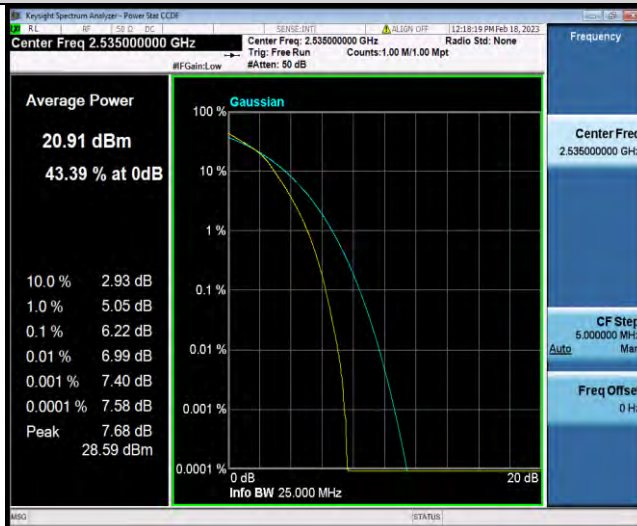 Keysight Spectrum Analyzer - Power Stat CCDF
RL RF 50 Ω DC SENSE:INT ALIGN OFF 12:18:19 PM Feb 18, 2023
Center Freq 2.535000000 GHz
Center Freq: 2.535000000 GHz Radio Std: None
Trig: Free Run Counts:1.00 M/1.00 Mpt
#IFGain:Low #Atten: 50 dB
Frequency
Average Power
20.91 dBm
43.39 % at 0dB
10.0 % 2.93 dB
1.0 % 5.05 dB
0.1 % 6.22 dB
0.01 % 6.99 dB
0.001 % 7.40 dB
0.0001 % 7.58 dB
Peak 7.68 dB
28.59 dBm
Gaussian
100 %
10 %
1 %
0.1 %
0.01 %
0.001 %
0.0001 %
0 dB 20 dB
Info BW 25.000 MHz
Center Freq
2.535000000 GHz
CF Step
5.000000 MHz
Auto Man
Freq Offset
0 Hz
MSG STATUS